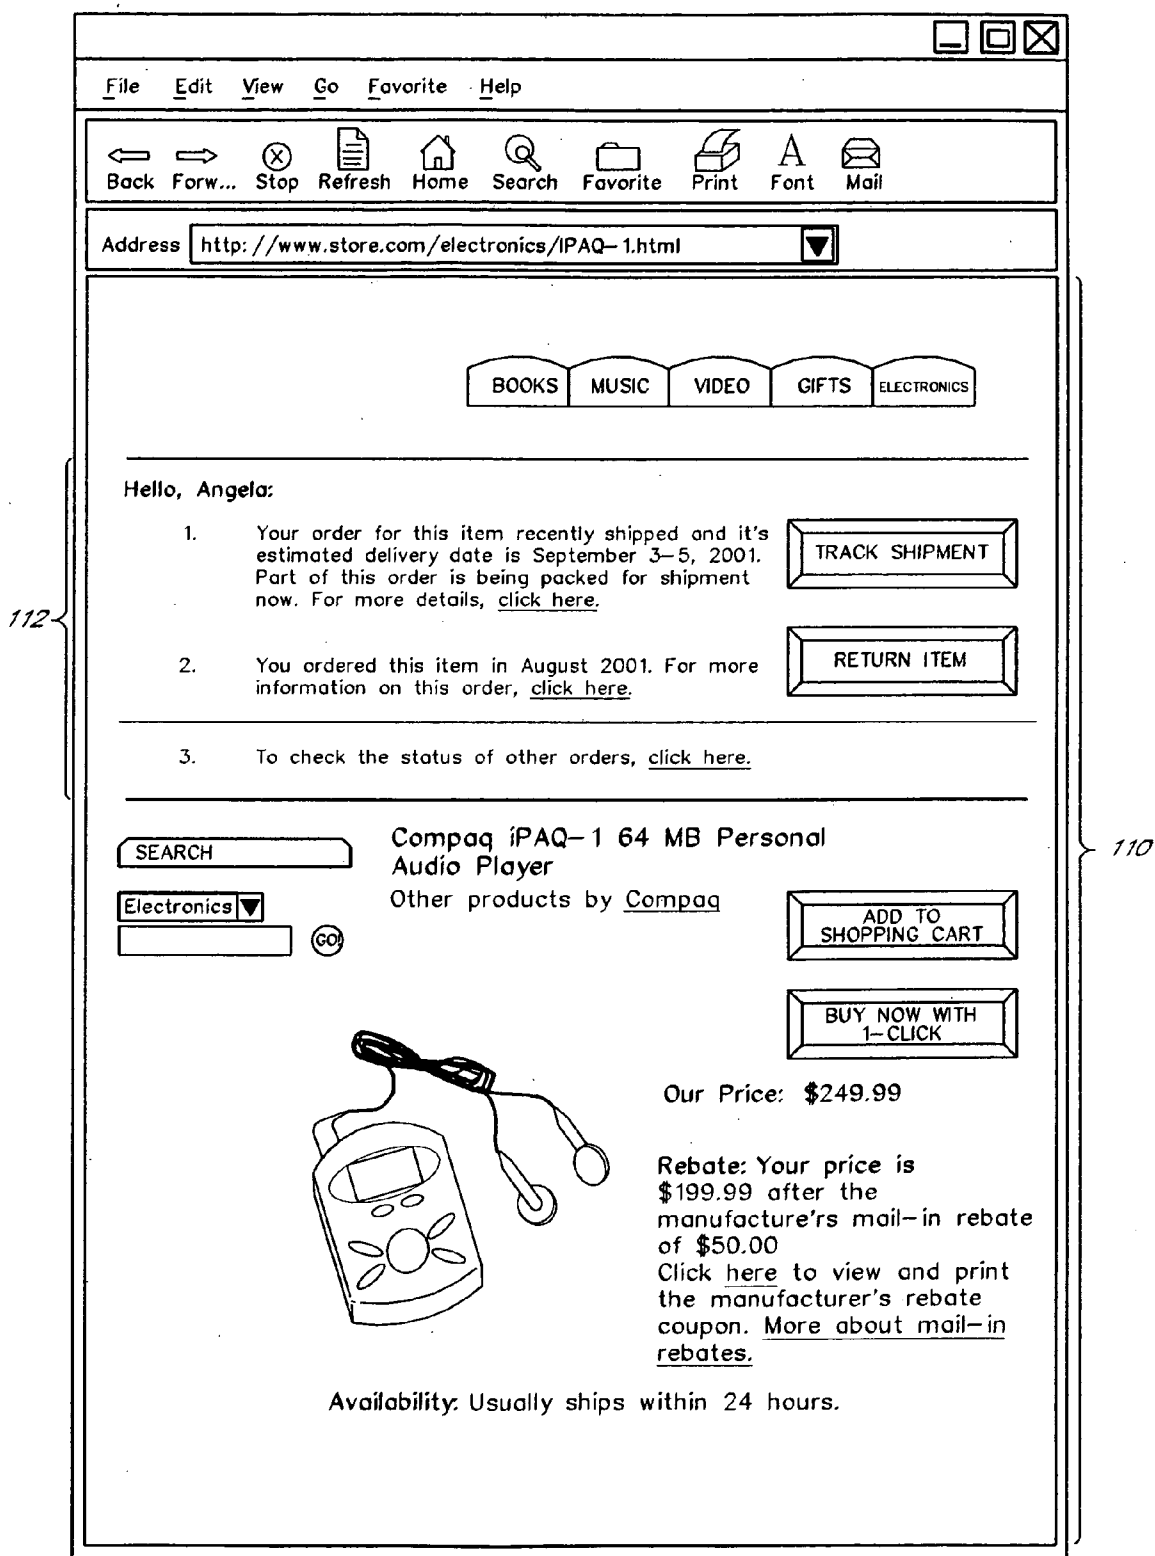 File Edit View Go Favorite Help
Back Forw... Stop Refresh Home Search Favorite Print Font Mail
Address http://www.store.com/electronics/IPAQ-1.html
BOOKS MUSIC VIDEO GIFTS ELECTRONICS
Hello, Angela:
1. Your order for this item recently shipped and it's
estimated delivery date is September 3-5, 2001.
Part of this order is being packed for shipment
now. For more details, click here.
TRACK SHIPMENT
2. You ordered this item in August 2001. For more
information on this order, click here.
RETURN ITEM
3. To check the status of other orders, click here.
112
110
SEARCH
Electronics
GO!
Compaq iPAQ-1 64 MB Personal
Audio Player
Other products by Compaq
ADD TO
SHOPPING CART
BUY NOW WITH
1-CLICK
Our Price: $249.99
Rebate: Your price is
$199.99 after the
manufacture'rs mail-in rebate
of $50.00
Click here to view and print
the manufacturer's rebate
coupon. More about mail-in
rebates.
Availability: Usually ships within 24 hours.